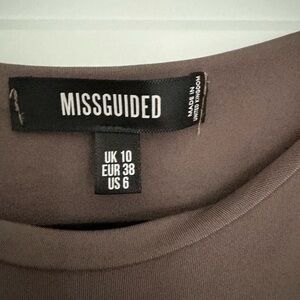 MISSGUIDED
MADE IN
UNITED KINGDOM
UK 10
EUR 38
US 6